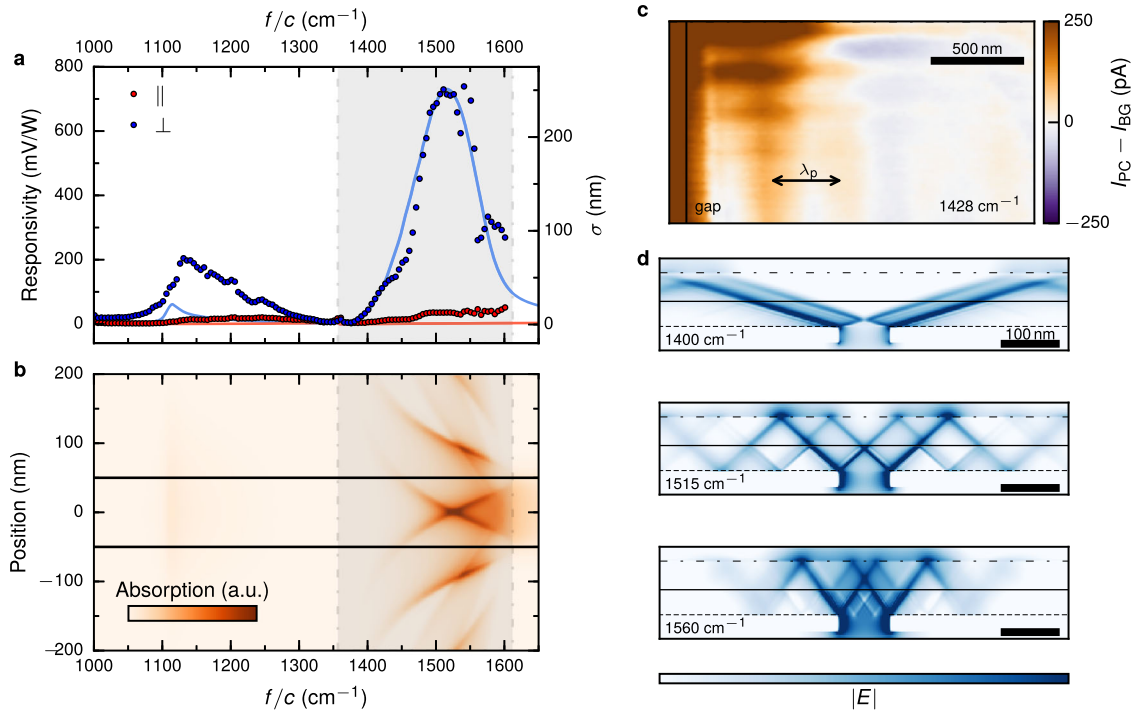 f/c (cm⁻¹)
1000 1100 1200 1300 1400 1500 1600
a
800
600
400
200
0
Responsivity (mV/W)
||
⊥
200
100
0
σ (nm)
b
200
100
0
−100
−200
Position (nm)
Absorption (a.u.)
1000 1100 1200 1300 1400 1500 1600
f/c (cm⁻¹)
c
500 nm
λp
gap
1428 cm⁻¹
250
0
−250
IPC − IBG (pA)
d
1400 cm⁻¹
100 nm
1515 cm⁻¹
1560 cm⁻¹
|E|